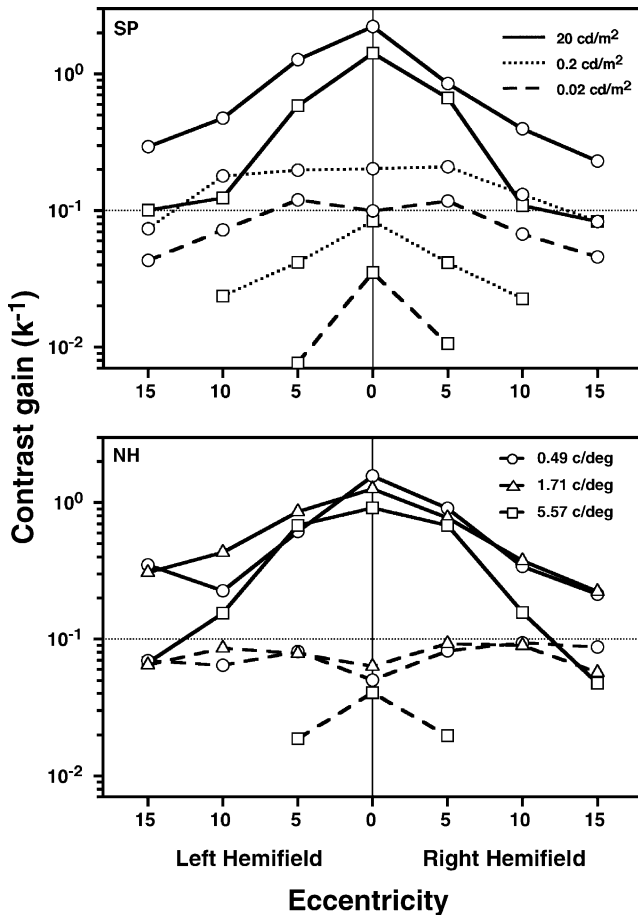 SP
20 cd/m²
0.2 cd/m²
0.02 cd/m²
10⁰
10⁻¹
10⁻²
15 10 5 0 5 10 15
Contrast gain (k⁻¹)
NH
0.49 c/deg
1.71 c/deg
5.57 c/deg
10⁰
10⁻¹
10⁻²
15 10 5 0 5 10 15
Left Hemifield Right Hemifield
Eccentricity